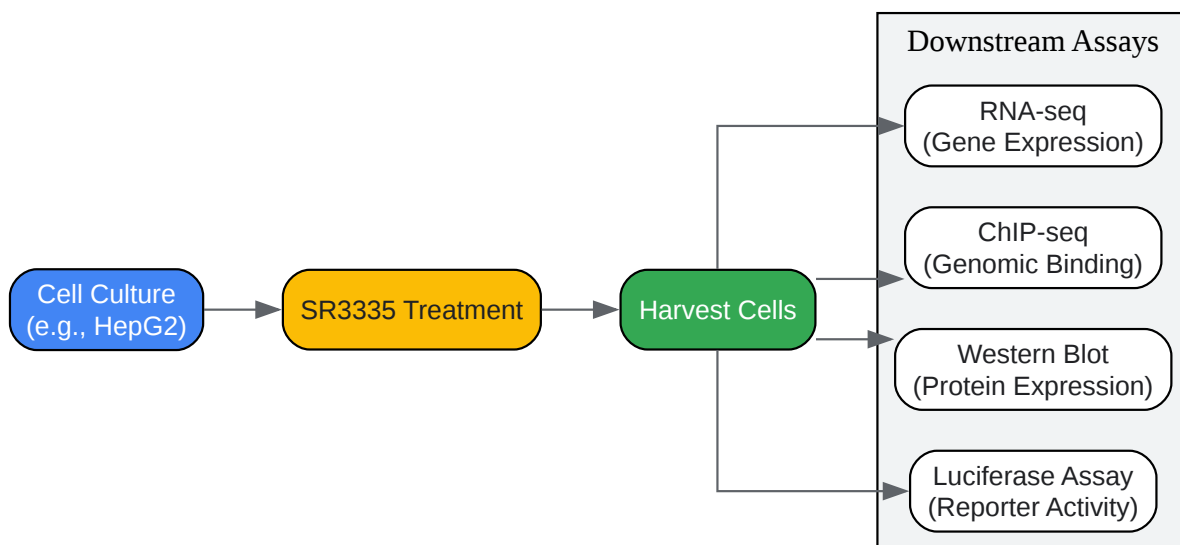 Downstream Assays
RNA-seq
(Gene Expression)
ChIP-seq
(Genomic Binding)
Cell Culture
(e.g., HepG2)
SR3335 Treatment
Harvest Cells
Western Blot
(Protein Expression)
Luciferase Assay
(Reporter Activity)